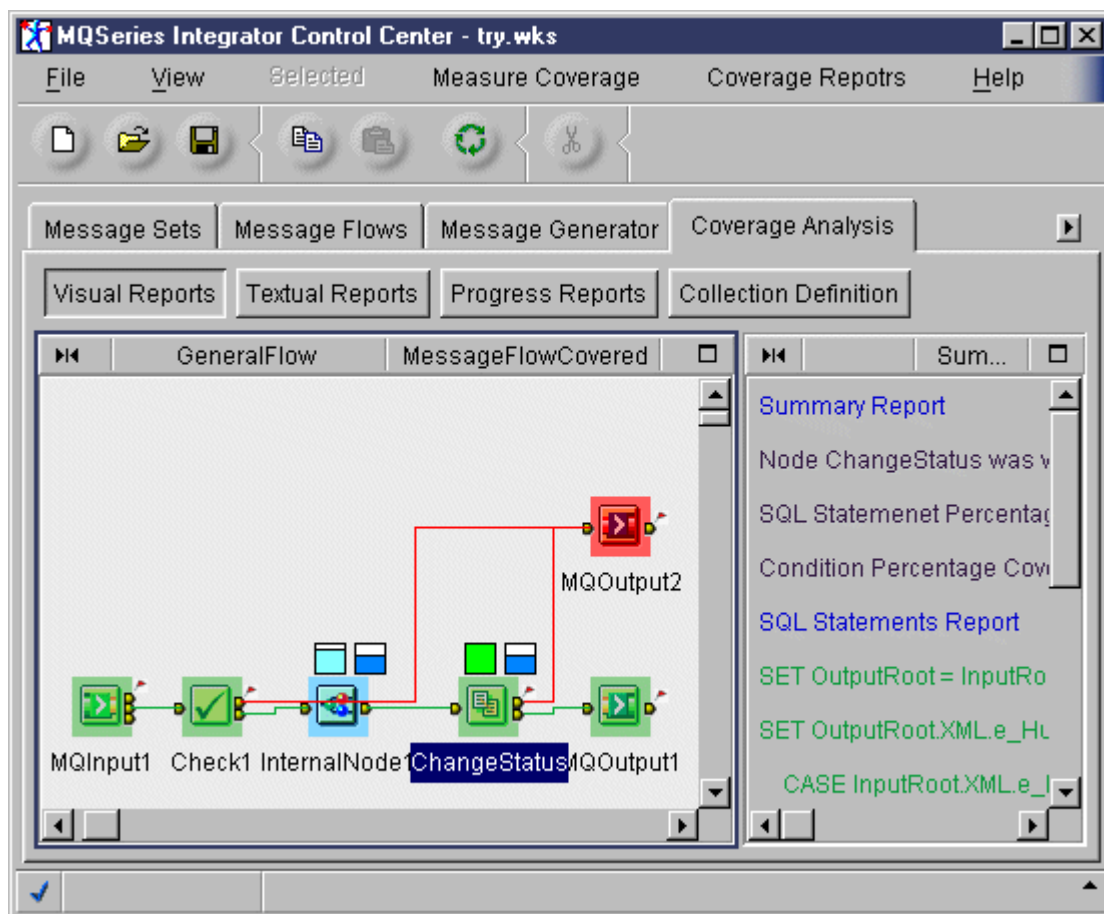 MQSeries Integrator Control Center - try.wks
File View Selected Measure Coverage Coverage Repotrs Help
Message Sets Message Flows Message Generator Coverage Analysis
Visual Reports Textual Reports Progress Reports Collection Definition
GeneralFlow MessageFlowCovered
MQOutput2
MQInput1 Check1 InternalNode1 ChangeStatus MQOutput1
Sum...
Summary Report
Node ChangeStatus was
SQL Statemenet Percentag
Condition Percentage Cov
SQL Statements Report
SET OutputRoot = InputRo
SET OutputRoot.XML.e_Hu
CASE InputRoot.XML.e_